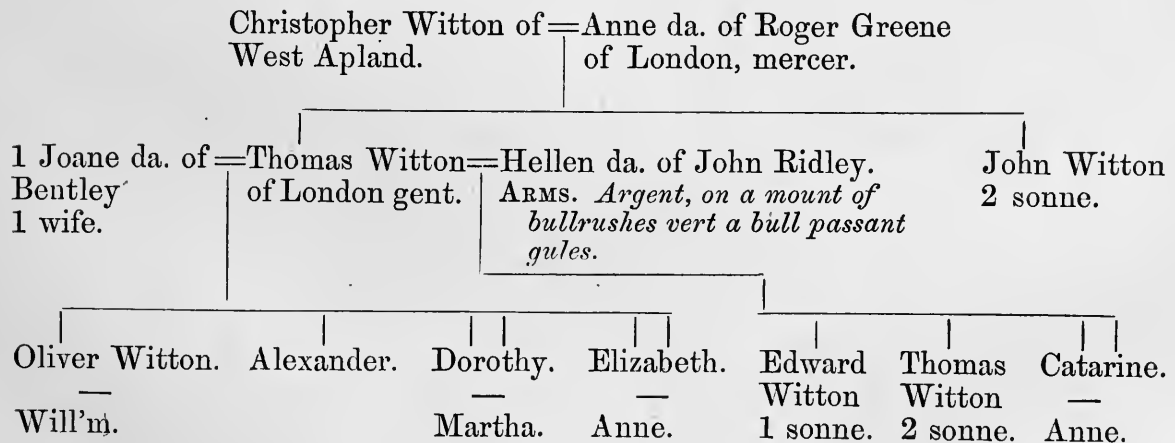 Christopher Witton of = Anne da. of Roger Greene
West Apland. of London, mercer.
1 Joane da. of = Thomas Witton = Hellen da. of John Ridley. John Witton
Bentley of London gent. ARMS. Argent, on a mount of 2 sonne.
1 wife. bullrushes vert a bull passant
gules.
Oliver Witton. Alexander. Dorothy. Elizabeth. Edward Thomas Catarine.
— — — Witton Witton —
Will'm. Martha. Anne. 1 sonne. 2 sonne. Anne.